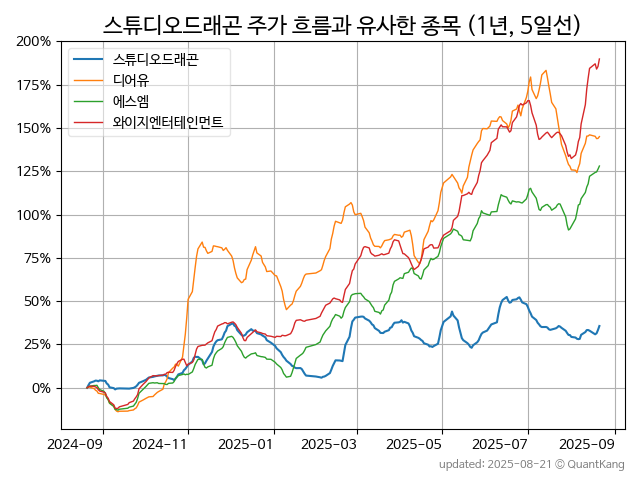 스튜디오드래곤 주가 흐름과 유사한 종목 (1년, 5일선)
200%
175%
150%
125%
100%
75%
50%
25%
0%
스튜디오드래곤
디어유
에스엠
와이지엔터테인먼트
2024-09
2024-11
2025-01
2025-03
2025-05
2025-07
2025-09
updated: 2025-08-21 © QuantKang